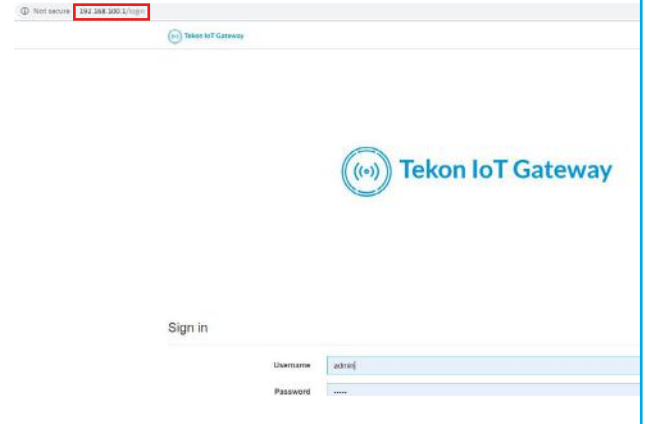 Not secure 192.168.100.1/login
Tekon IoT Gateway
Tekon IoT Gateway
Sign in
Username admin
Password •••••